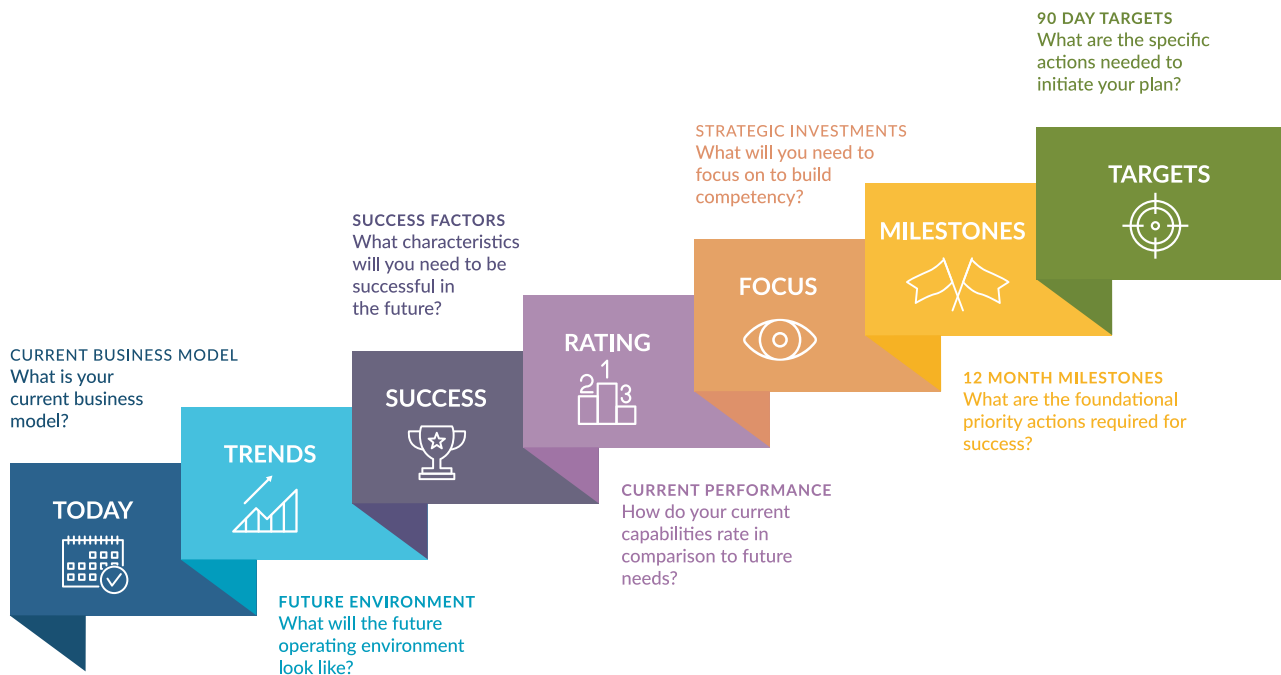 TODAY
CURRENT BUSINESS MODEL
What is your
current business
model?
TRENDS
FUTURE ENVIRONMENT
What will the future
operating environment
look like?
SUCCESS
SUCCESS FACTORS
What characteristics
will you need to be
successful in
the future?
RATING
1
2
3
CURRENT PERFORMANCE
How do your current
capabilities rate in
comparison to future
needs?
FOCUS
STRATEGIC INVESTMENTS
What will you need to
focus on to build
competency?
MILESTONES
12 MONTH MILESTONES
What are the foundational
priority actions required for
success?
TARGETS
90 DAY TARGETS
What are the specific
actions needed to
initiate your plan?